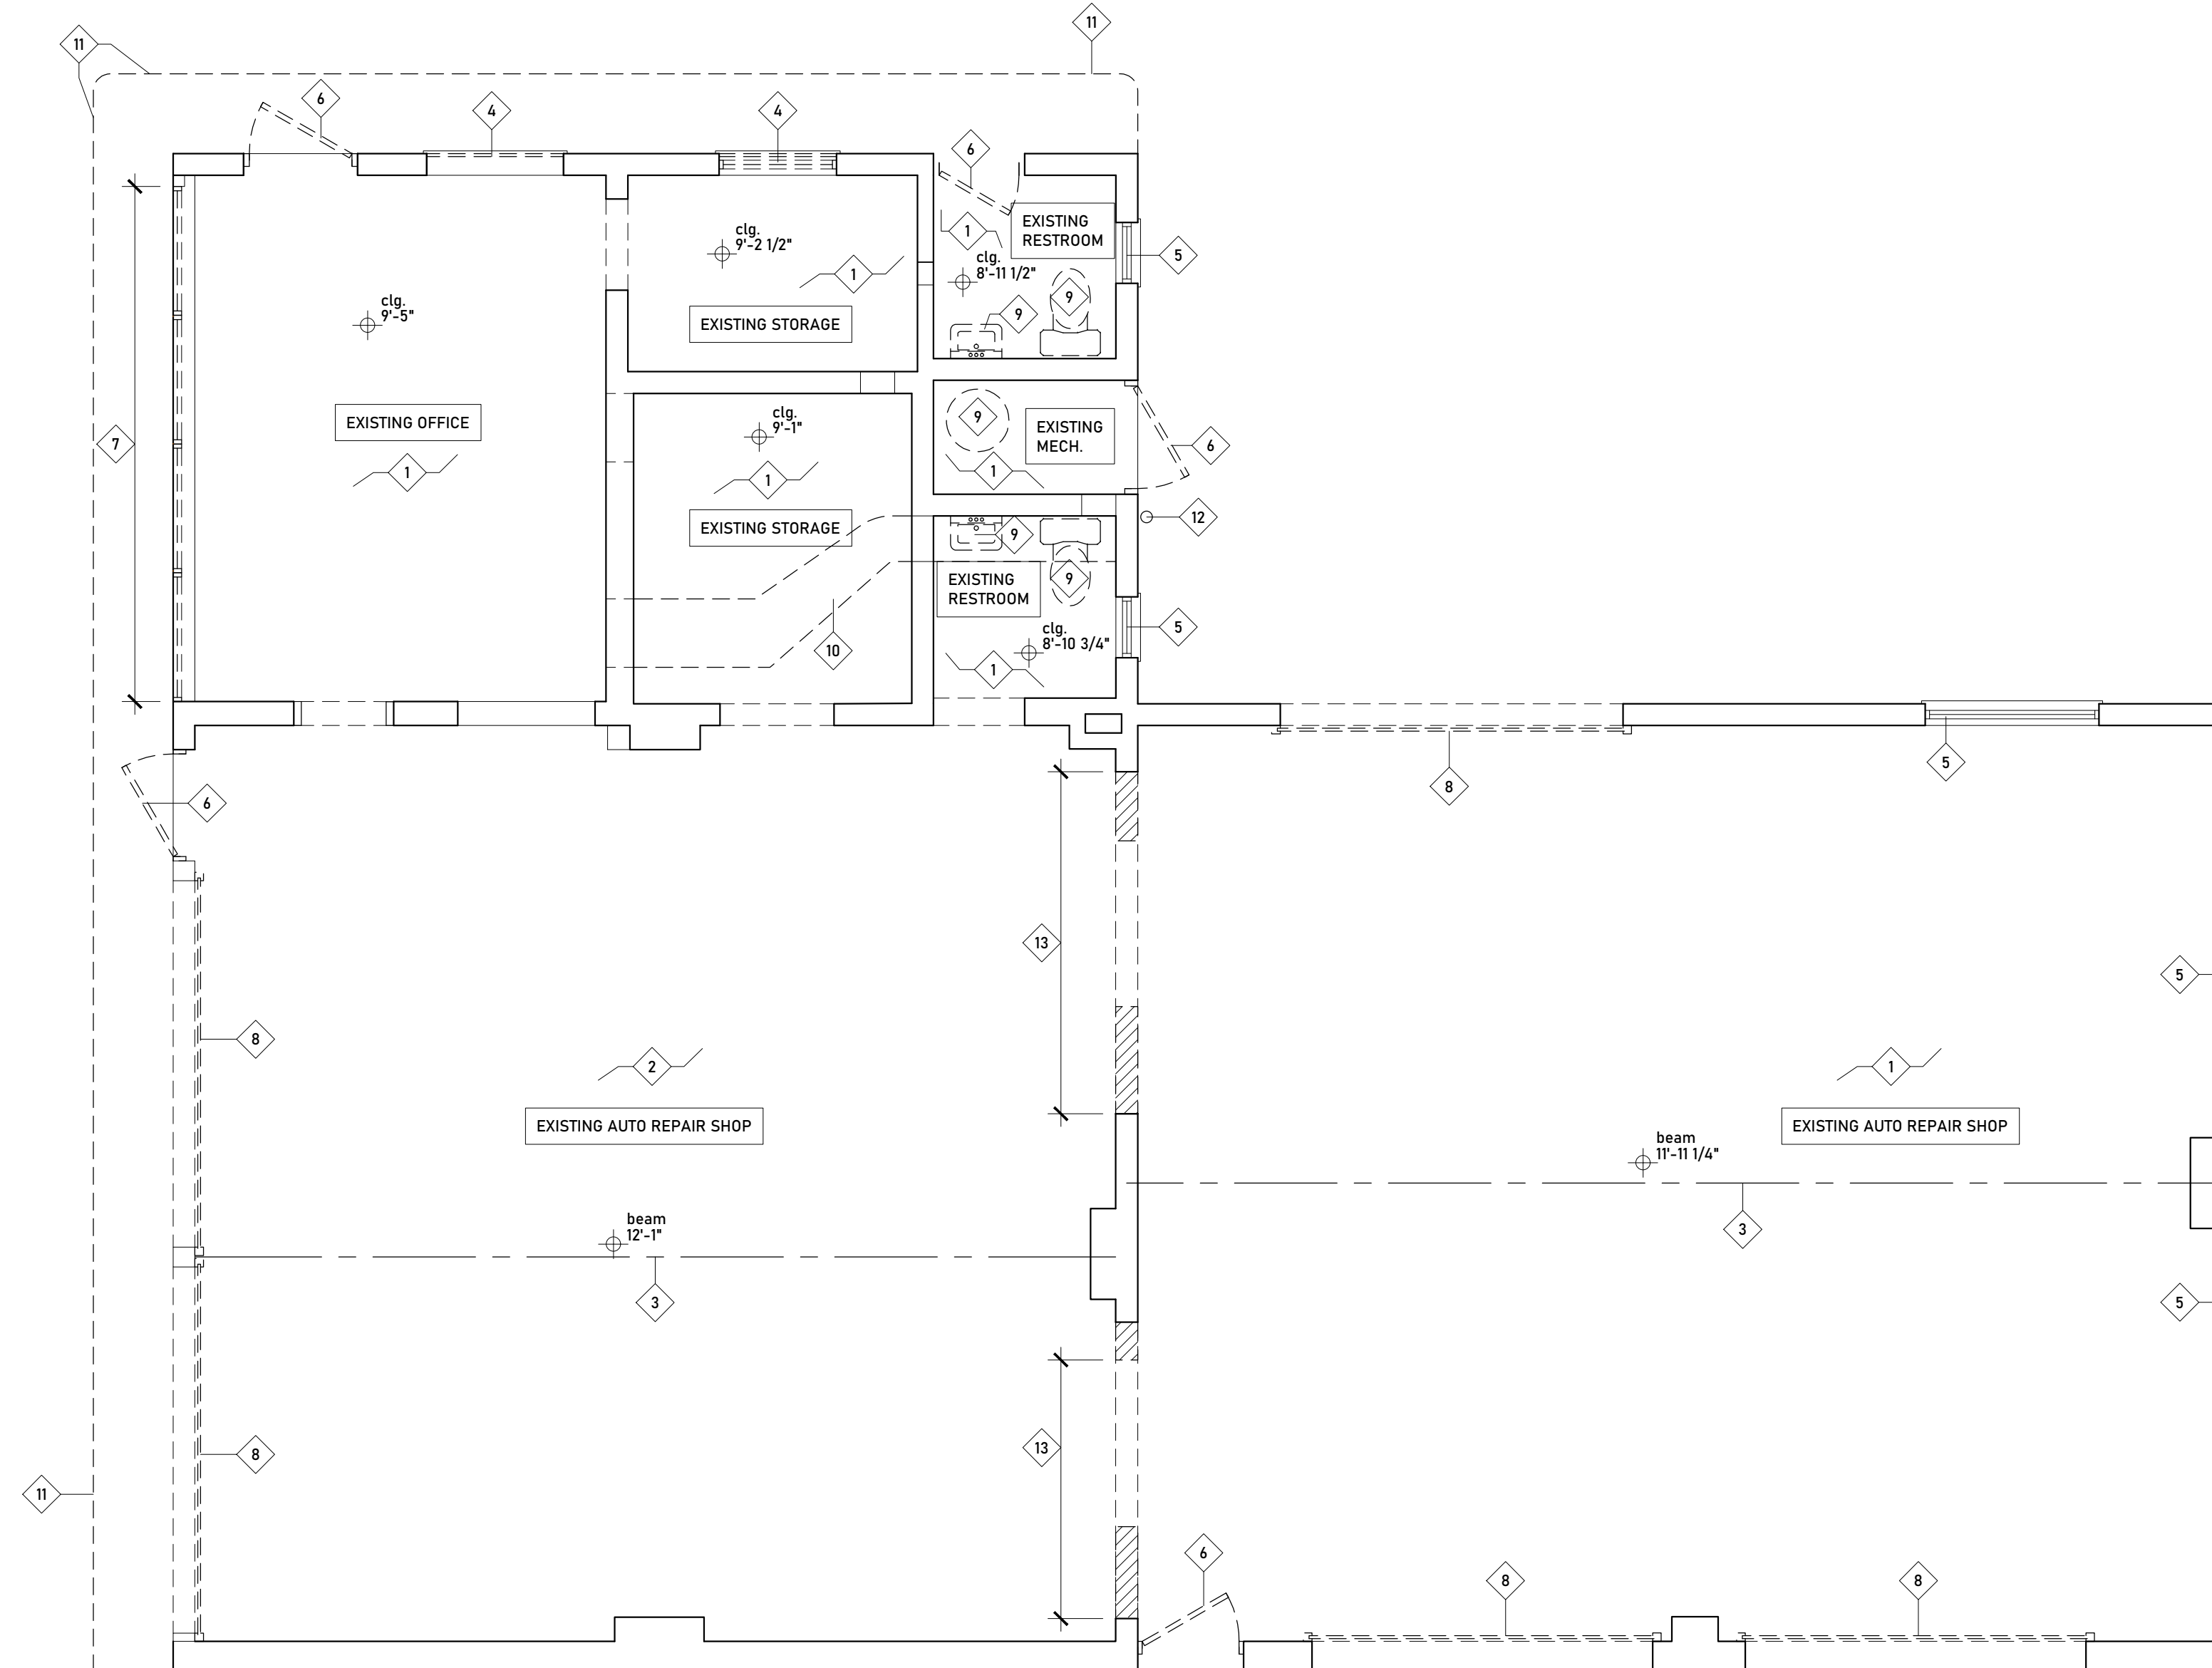 11
11
6
4
4
6
EXISTING
RESTROOM
1
clg.
9'-2 1/2"
5
clg.
8'-11 1/2"
1
9
9
clg.
9'-5"
EXISTING STORAGE
EXISTING OFFICE
clg.
9'-1"
9
EXISTING
MECH.
7
6
1
1
1
12
EXISTING STORAGE
9
EXISTING
RESTROOM
9
5
clg.
8'-10 3/4"
10
1
5
8
6
13
5
8
2
1
EXISTING AUTO REPAIR SHOP
EXISTING AUTO REPAIR SHOP
beam
11'-11 1/4"
beam
12'-1"
3
3
5
13
8
11
6
8
8